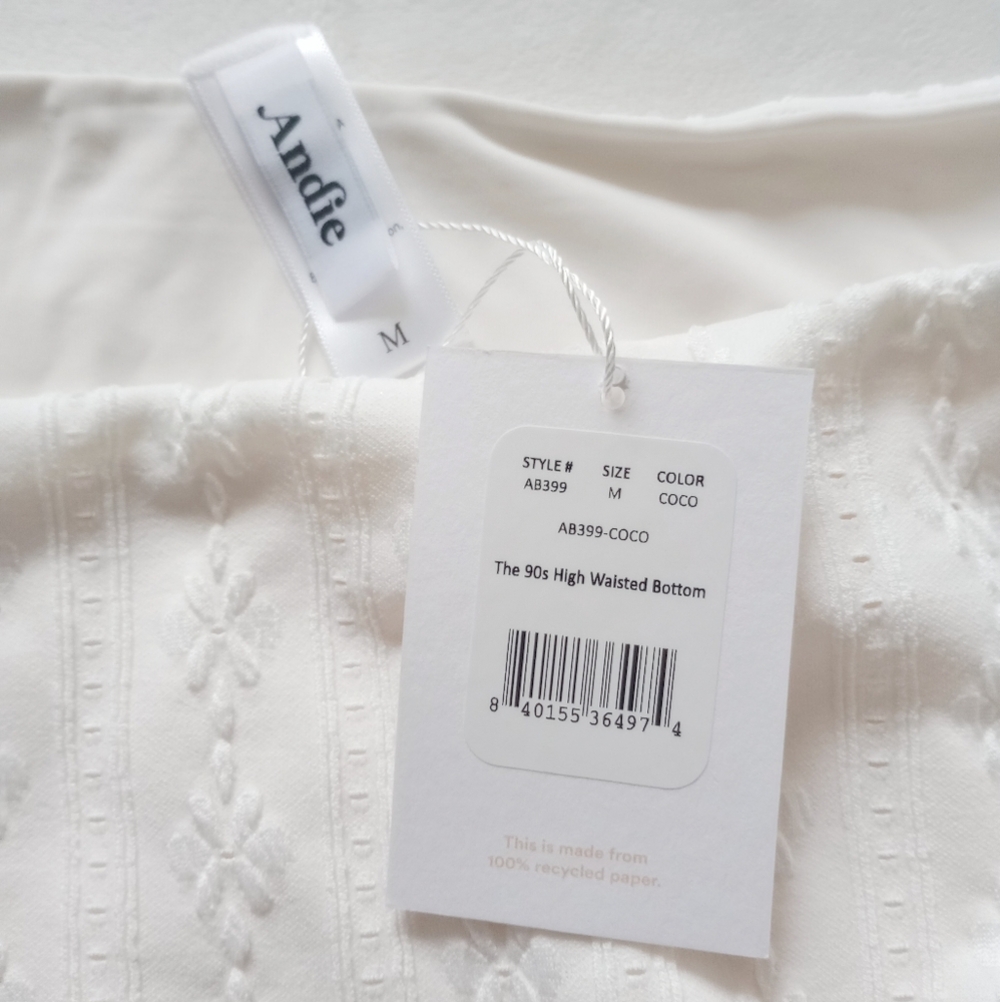 Andie
on.
M
STYLE # SIZE COLOR
AB399 M COCO
AB399-COCO
The 90s High Waisted Bottom
8 40155 36497 4
This is made from
100% recycled paper.